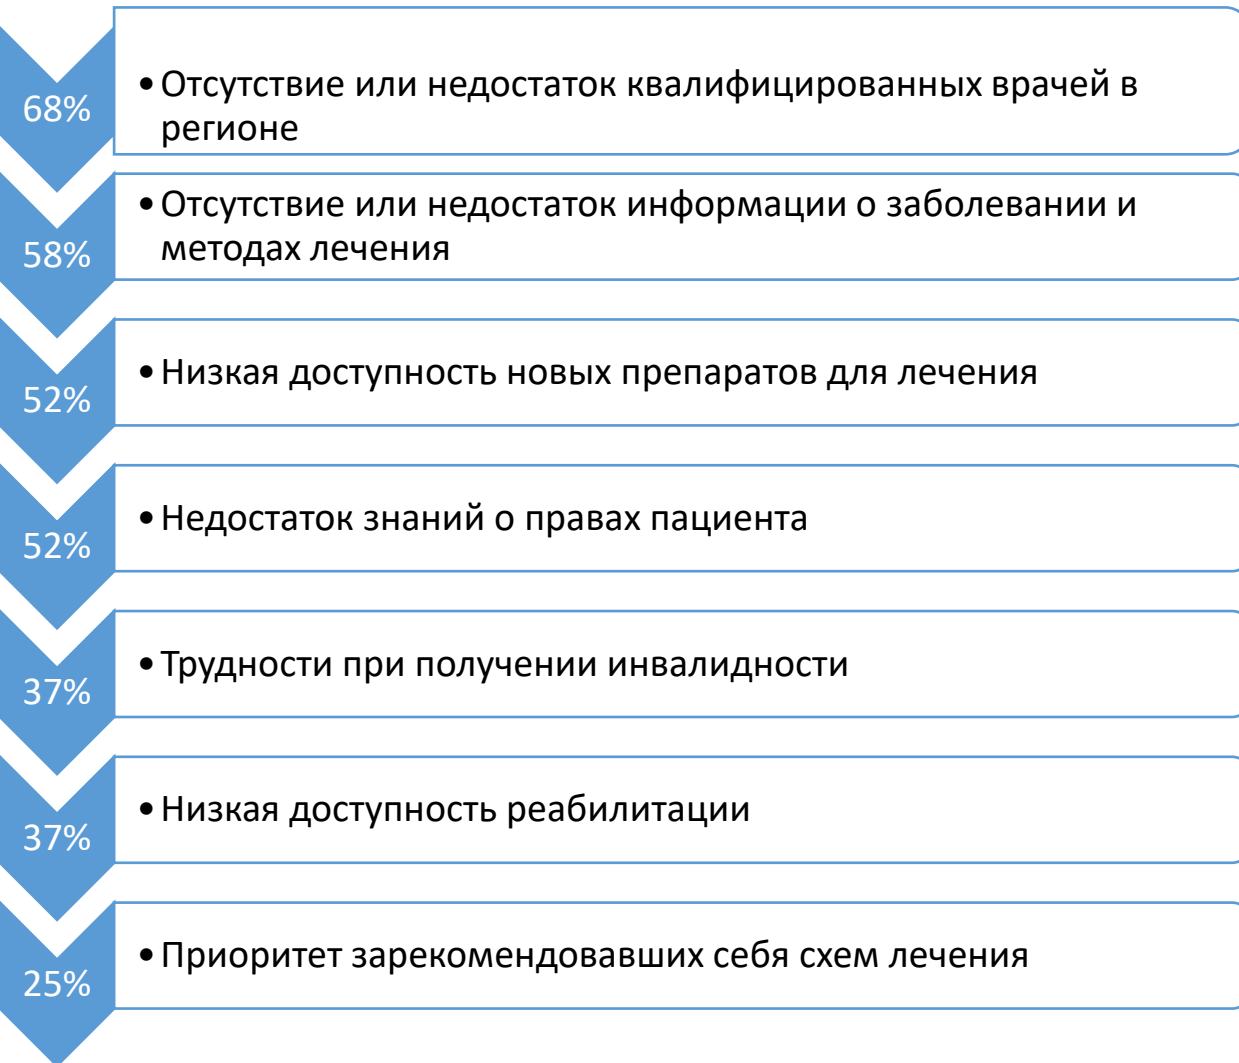 68%
• Отсутствие или недостаток квалифицированных врачей в
регионе
58%
• Отсутствие или недостаток информации о заболевании и
методах лечения
52%
• Низкая доступность новых препаратов для лечения
52%
• Недостаток знаний о правах пациента
37%
• Трудности при получении инвалидности
37%
• Низкая доступность реабилитации
25%
• Приоритет зарекомендовавших себя схем лечения